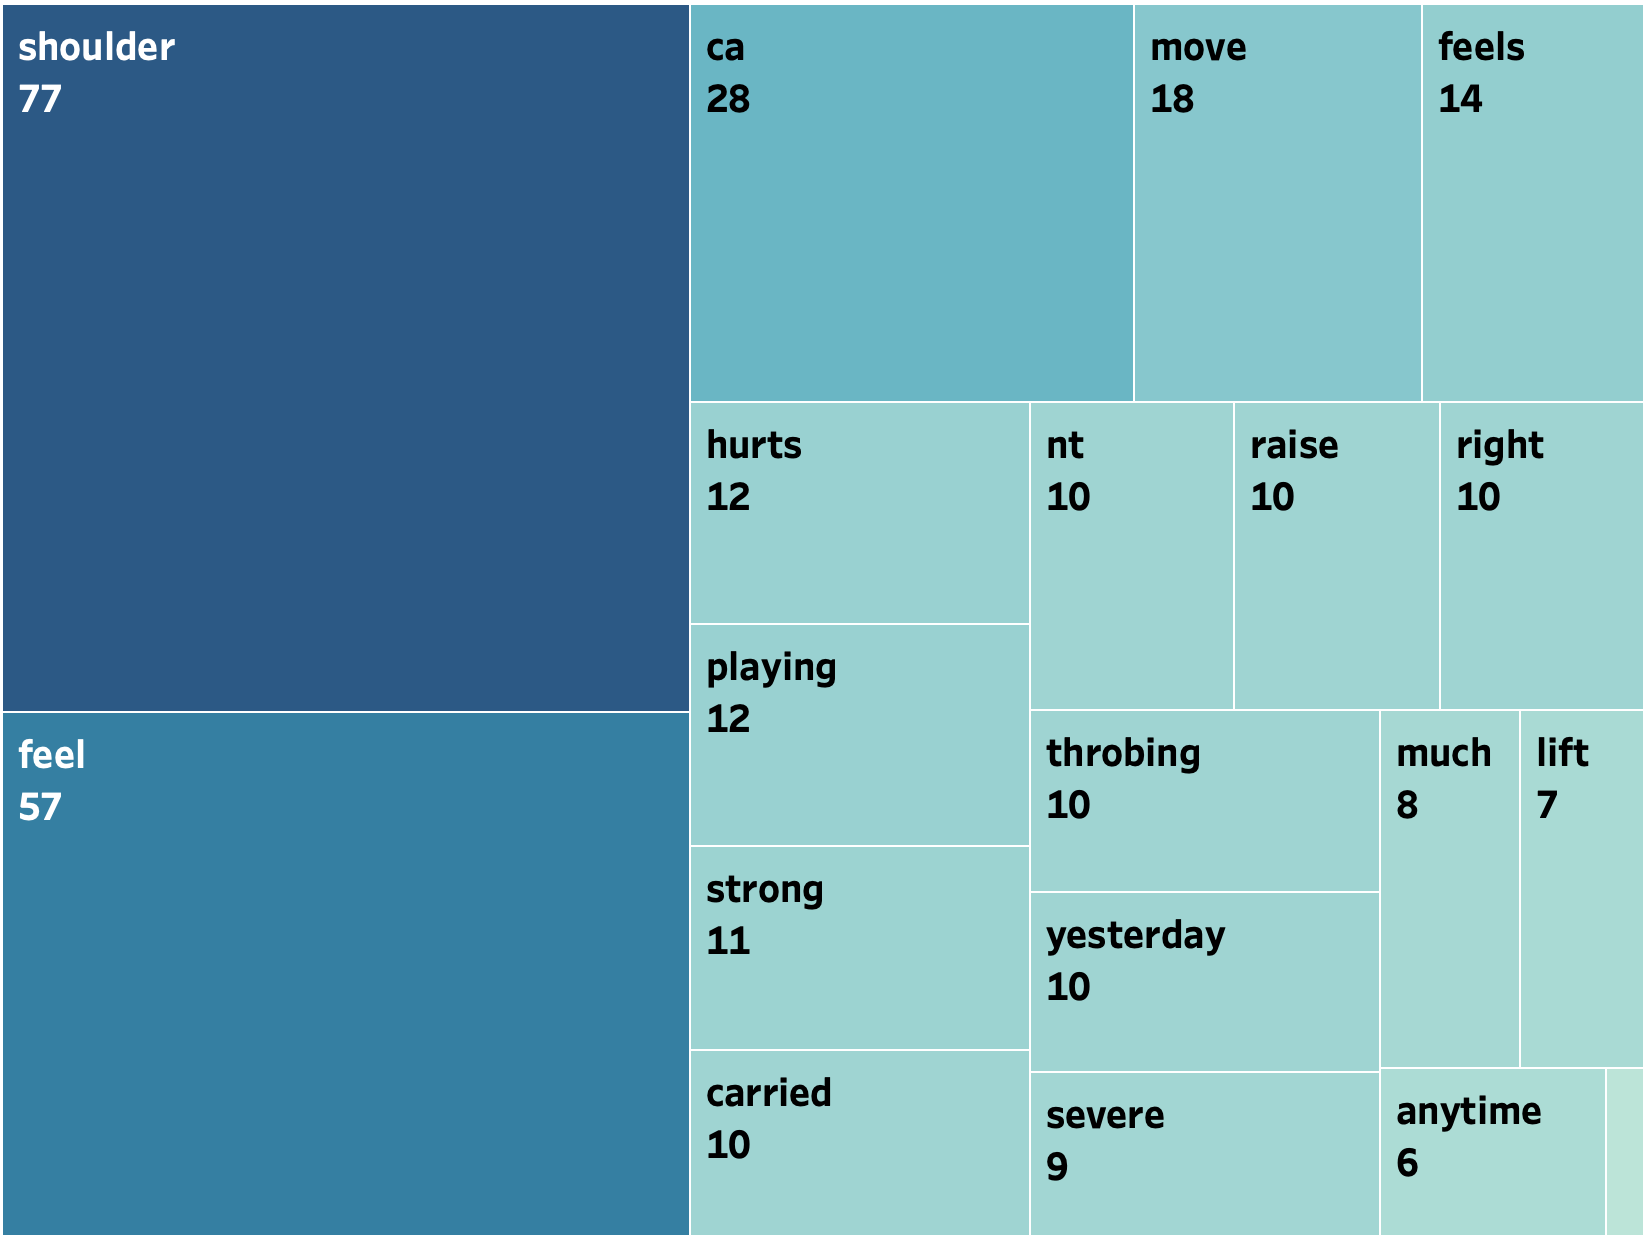 shoulder
77
feel
57
ca
28
move
18
feels
14
hurts
12
playing
12
strong
11
carried
10
nt
10
raise
10
right
10
throbing
10
yesterday
10
severe
9
much
8
lift
7
anytime
6